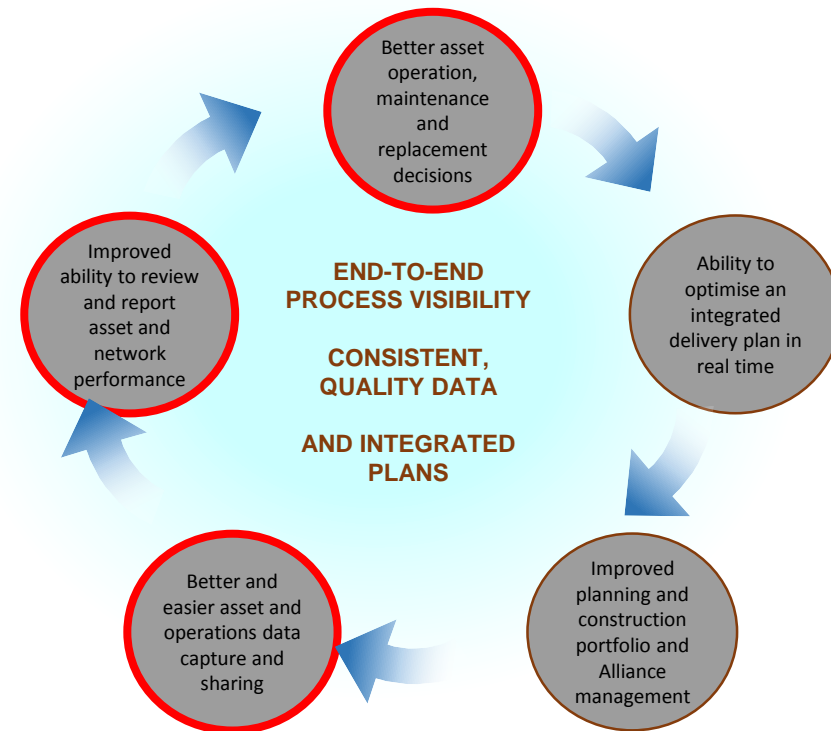 Better asset
operation,
maintenance
and
replacement
decisions
Improved
ability to review
and report
asset and
network
performance
END-TO-END
PROCESS VISIBILITY
CONSISTENT,
QUALITY DATA
AND INTEGRATED
PLANS
Ability to
optimise an
integrated
delivery plan in
real time
Better and
easier asset and
operations data
capture and
sharing
Improved
planning and
construction
portfolio and
Alliance
management